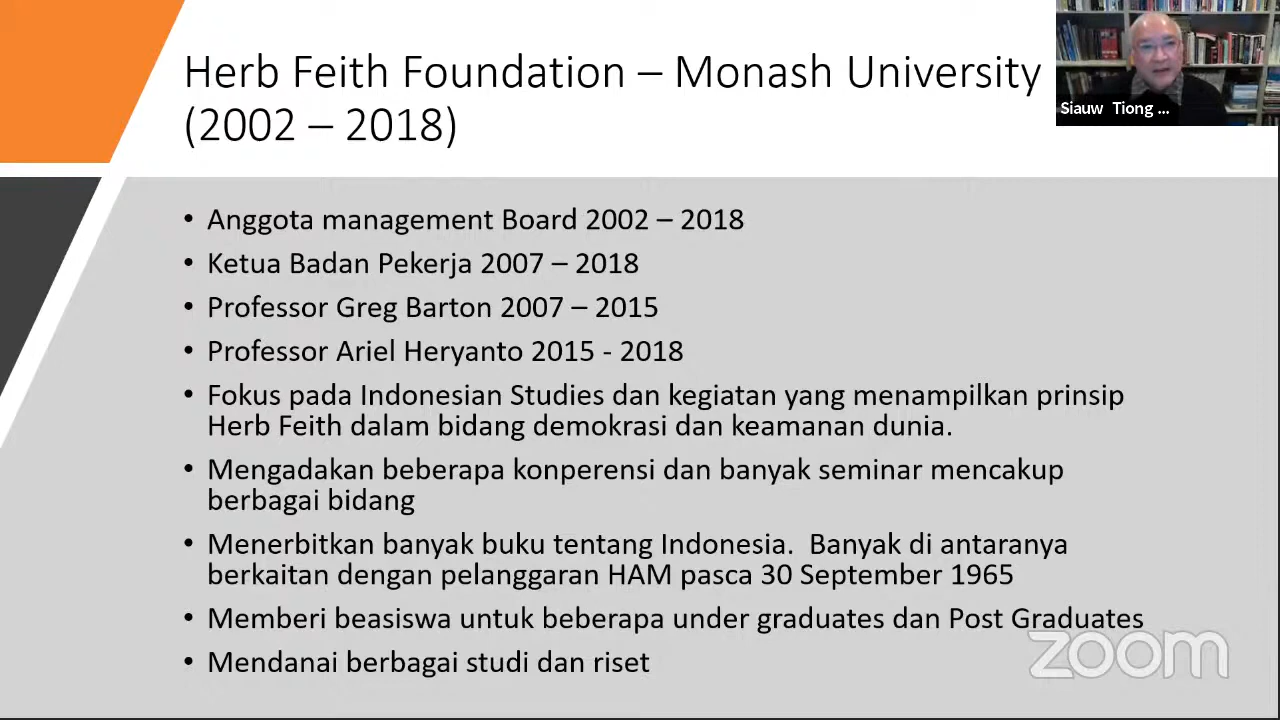 Herb Feith Foundation – Monash University
(2002 – 2018)
Siauw Tiong ...
• Anggota management Board 2002 – 2018
• Ketua Badan Pekerja 2007 – 2018
• Professor Greg Barton 2007 – 2015
• Professor Ariel Heryanto 2015 - 2018
• Fokus pada Indonesian Studies dan kegiatan yang menampilkan prinsip
Herb Feith dalam bidang demokrasi dan keamanan dunia.
• Mengadakan beberapa konperensi dan banyak seminar mencakup
berbagai bidang
• Menerbitkan banyak buku tentang Indonesia.  Banyak di antaranya
berkaitan dengan pelanggaran HAM pasca 30 September 1965
• Memberi beasiswa untuk beberapa under graduates dan Post Graduates
• Mendanai berbagai studi dan riset
zoom